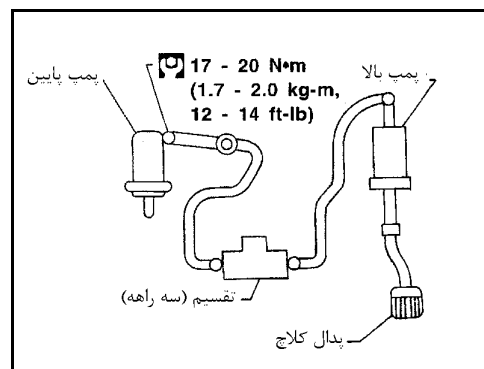 پمپ پایین
17 - 20 N•m
(1.7 - 2.0 kg-m,
12 - 14 ft-lb)
پمپ بالا
تقسیم (سه راهه)
پدال کلاچ